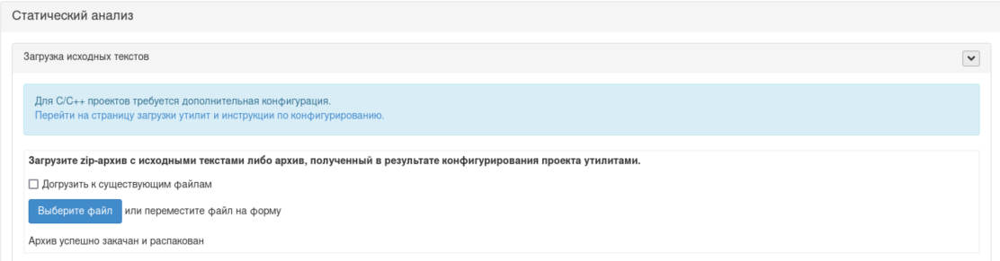 Статический анализ
Загрузка исходных текстов
Для C/C++ проектов требуется дополнительная конфигурация.
Перейти на страницу загрузки утилит и инструкции по конфигурированию.
Загрузите zip-архив с исходными текстами либо архив, полученный в результате конфигурирования проекта утилитами.
Догрузить к существующим файлам
Выберите файл или переместите файл на форму
Архив успешно закачан и распакован